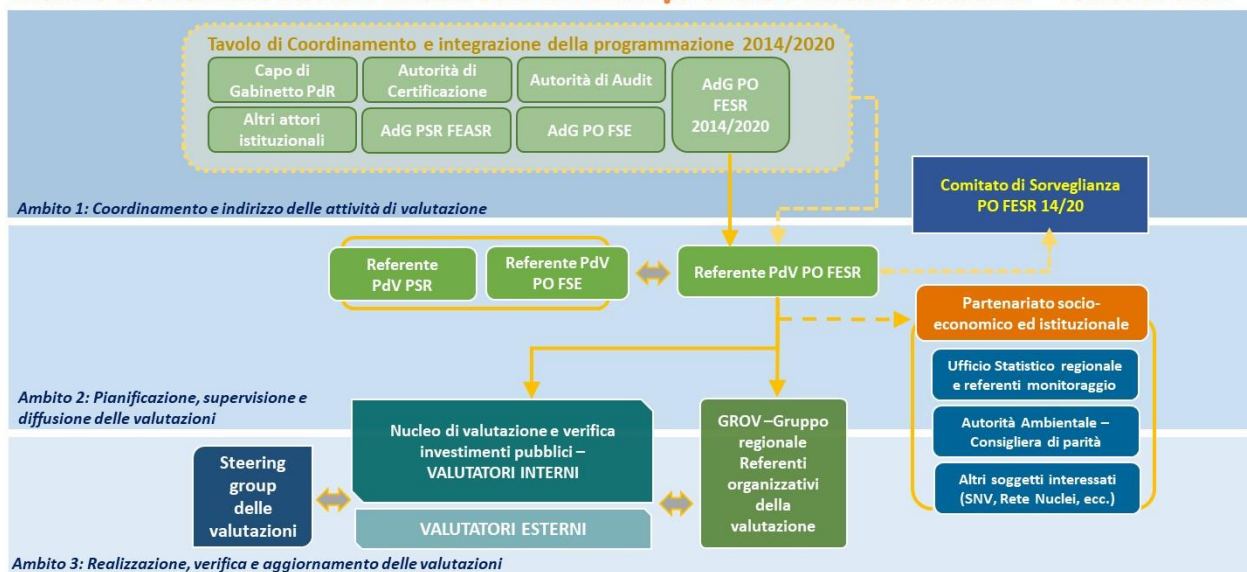 Tavolo di Coordinamento e integrazione della programmazione 2014/2020
Capo di
Gabinetto PdR
Autorità di
Certificazione
Autorità di Audit
AdG PO
FESR
2014/2020
Altri attori
istituzionali
AdG PSR FEASR
AdG PO FSE
Comitato di Sorveglianza
PO FESR 14/20
Ambito 1: Coordinamento e indirizzo delle attività di valutazione
Referente
PdV PSR
Referente PdV
PO FSE
Referente PdV PO FESR
Partenariato socio-
economico ed istituzionale
Ufficio Statistico regionale
e referenti monitoraggio
Autorità Ambientale –
Consigliera di parità
Altri soggetti interessati
(SNV, Rete Nuclei, ecc.)
Ambito 2: Pianificazione, supervisione e
diffusione delle valutazioni
Nucleo di valutazione e verifica
investimenti pubblici –
VALUTATORI INTERNI
GROV –Gruppo
regionale
Referenti
organizzativi
della
valutazione
Steering
group
delle
valutazioni
VALUTATORI ESTERNI
Ambito 3: Realizzazione, verifica e aggiornamento delle valutazioni